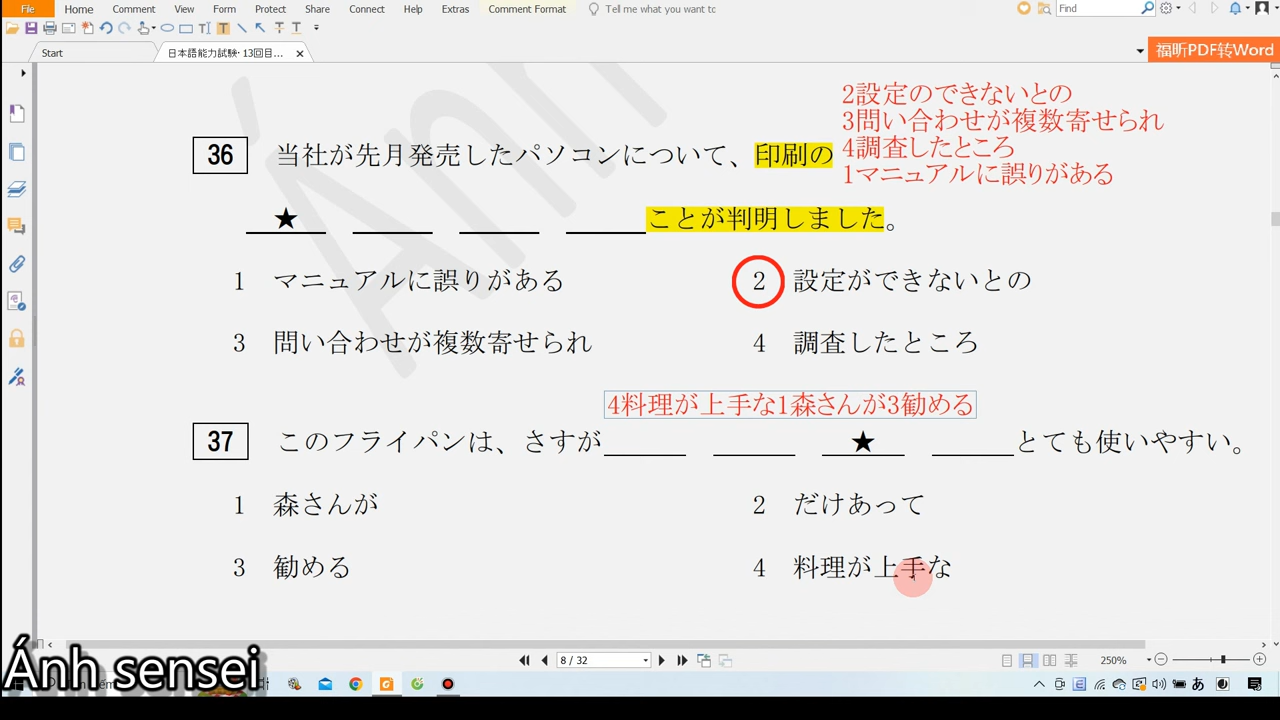 File Home Comment View Form Protect Share Connect Help Extras Comment Format Tell me what you want to Find
Start 日本語能力試験· 13回目... 福昕PDF转Word
2設定のできないとの
3問い合わせが複数寄せられ
4調査したところ
1マニュアルに誤りがある
36 当社が先月発売したパソコンについて、印刷の
★ ことが判明しました。
1 マニュアルに誤りがある 2 設定ができないとの
3 問い合わせが複数寄せられ 4 調査したところ
4料理が上手な1森さんが3勧める
37 このフライパンは、さすが ★ とても使いやすい。
1 森さんが 2 だけあって
3 勧める 4 料理が上手な
8 / 32 250%
Ánh sensei
Ánh